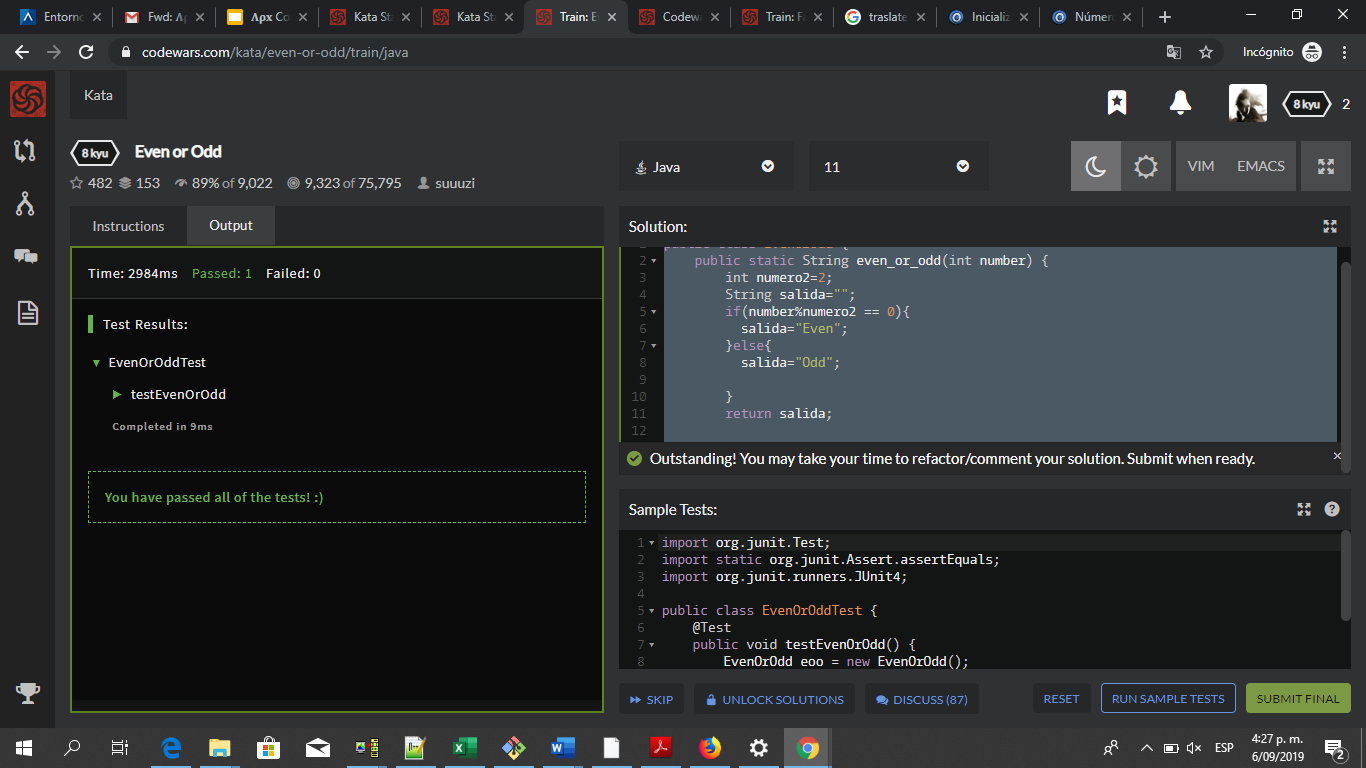 Entorno
Fwd: Λρ
Λρχ Co
Kata Sta
Kata Sta
Train: E
Codewa
Train: Fa
traslate
Inicializ
Númer
codewars.com/kata/even-or-odd/train/java
Incógnito
Kata
8 kyu 2
8 kyu Even or Odd
482 153 89% of 9,022 9,323 of 75,795 suuuzi
Java
11
VIM EMACS
Instructions Output
Time: 2984ms Passed: 1 Failed: 0
Test Results:
EvenOrOddTest
testEvenOrOdd
Completed in 9ms
You have passed all of the tests! :)
Solution:
2 public static String even_or_odd(int number) {
3 int numero2=2;
4 String salida="";
5 if(number%numero2 == 0){
6 salida="Even";
7 }else{
8 salida="Odd";
9
10 }
11 return salida;
12
Outstanding! You may take your time to refactor/comment your solution. Submit when ready. ×
Sample Tests:
1 import org.junit.Test;
2 import static org.junit.Assert.assertEquals;
3 import org.junit.runners.JUnit4;
4
5 public class EvenOrOddTest {
6 @Test
7 public void testEvenOrOdd() {
8 EvenOrOdd eoo = new EvenOrOdd();
SKIP UNLOCK SOLUTIONS DISCUSS (87) RESET RUN SAMPLE TESTS SUBMIT FINAL
ESP
4:27 p. m.
6/09/2019
2